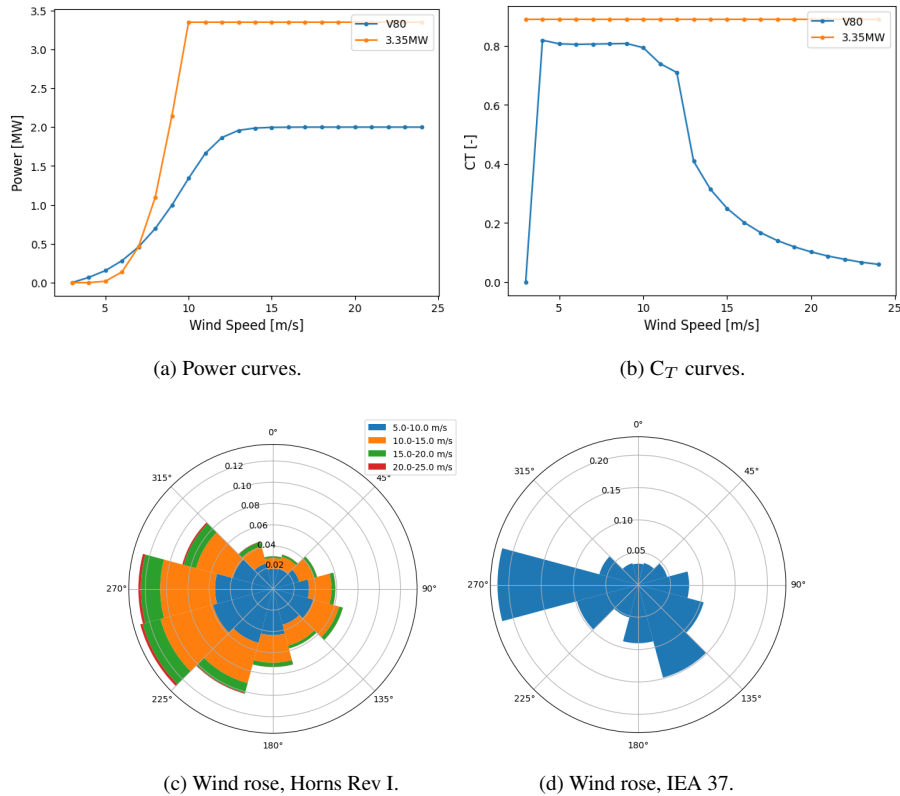 3.5
3.0
2.5
2.0
1.5
1.0
0.5
0.0
Power [MW]
5 10 15 20 25
Wind Speed [m/s]
V80
3.35MW
(a) Power curves.
0.8
0.6
0.4
0.2
0.0
CT [-]
5 10 15 20 25
Wind Speed [m/s]
V80
3.35MW
(b) C_T curves.
5.0-10.0 m/s
10.0-15.0 m/s
15.0-20.0 m/s
20.0-25.0 m/s
0°
45°
90°
135°
180°
225°
270°
315°
0.12
0.10
0.08
0.06
0.04
0.02
(c) Wind rose, Horns Rev I.
0°
45°
90°
135°
180°
225°
270°
315°
0.20
0.15
0.10
0.05
(d) Wind rose, IEA 37.